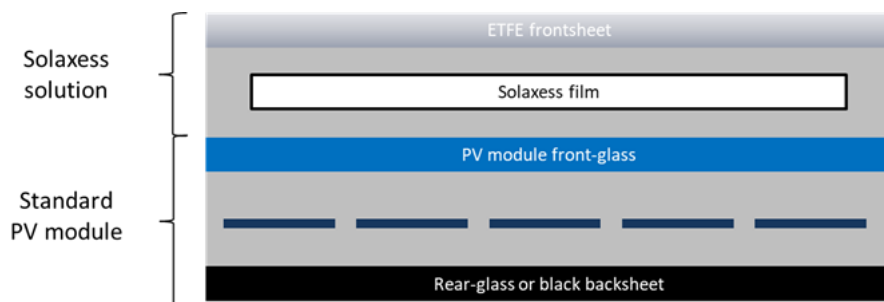 ETFE frontsheet
Solaxess
solution
Solaxess film
PV module front-glass
Standard
PV module
Rear-glass or black backsheet